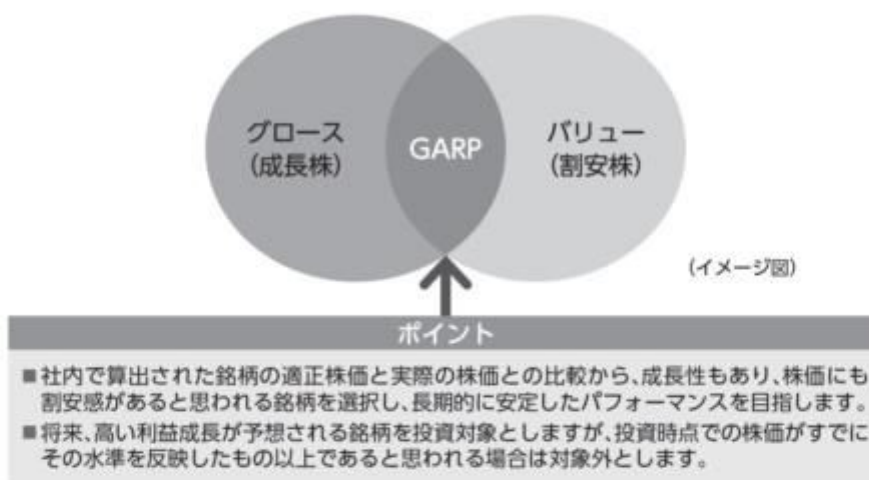 グロース
(成長株)
GARP
バリュー
(割安株)
(イメージ図)
ポイント
■社内で算出された銘柄の適正株価と実際の株価との比較から、成長性もあり、株価にも
割安感があると思われる銘柄を選択し、長期的に安定したパフォーマンスを目指します。
■将来、高い利益成長が予想される銘柄を投資対象としますが、投資時点での株価がすでに
その水準を反映したもの以上であると思われる場合は対象外とします。